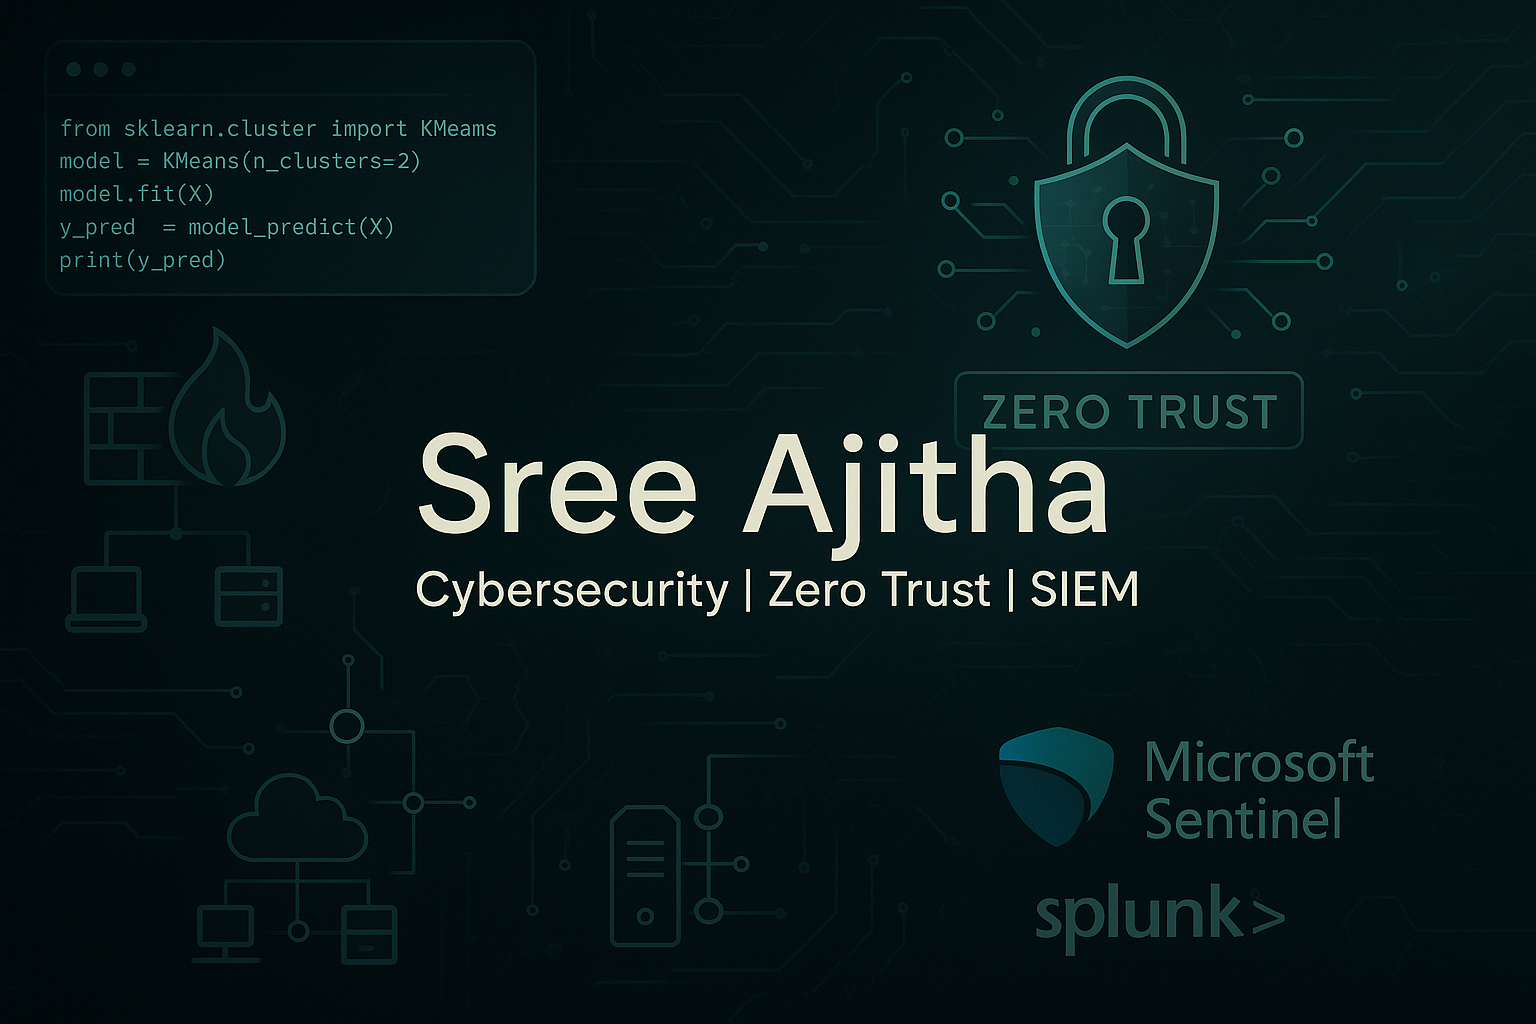 from sklearn.cluster import KMeams
model = KMeans(n_clusters=2)
model.fit(X)
y_pred  = model_predict(X)
print(y_pred)
ZERO TRUST
Sree Ajitha
Cybersecurity | Zero Trust | SIEM
Microsoft
Sentinel
splunk>